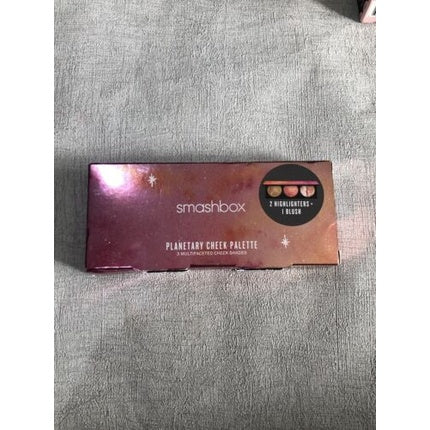 smashbox
PLANETARY CHEEK PALETTE
3 MULTIFACETED CHEEK SHADES
2 HIGHLIGHTERS +
1 BLUSH